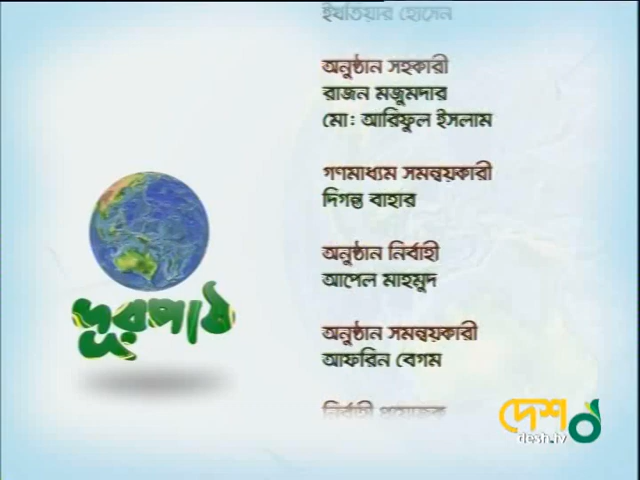 ইখতিয়ার হোসেন
অনুষ্ঠান সহকারী
রাজন মজুমদার
মো: আরিফুল ইসলাম
গণমাধ্যম সমন্বয়কারী
দিগন্ত বাহার
অনুষ্ঠান নির্বাহী
আপেল মাহমুদ
অনুষ্ঠান সমন্বয়কারী
আফরিন বেগম
নির্বাহী প্রযোজক
দূরপাঠ
দেশ
desh.tv